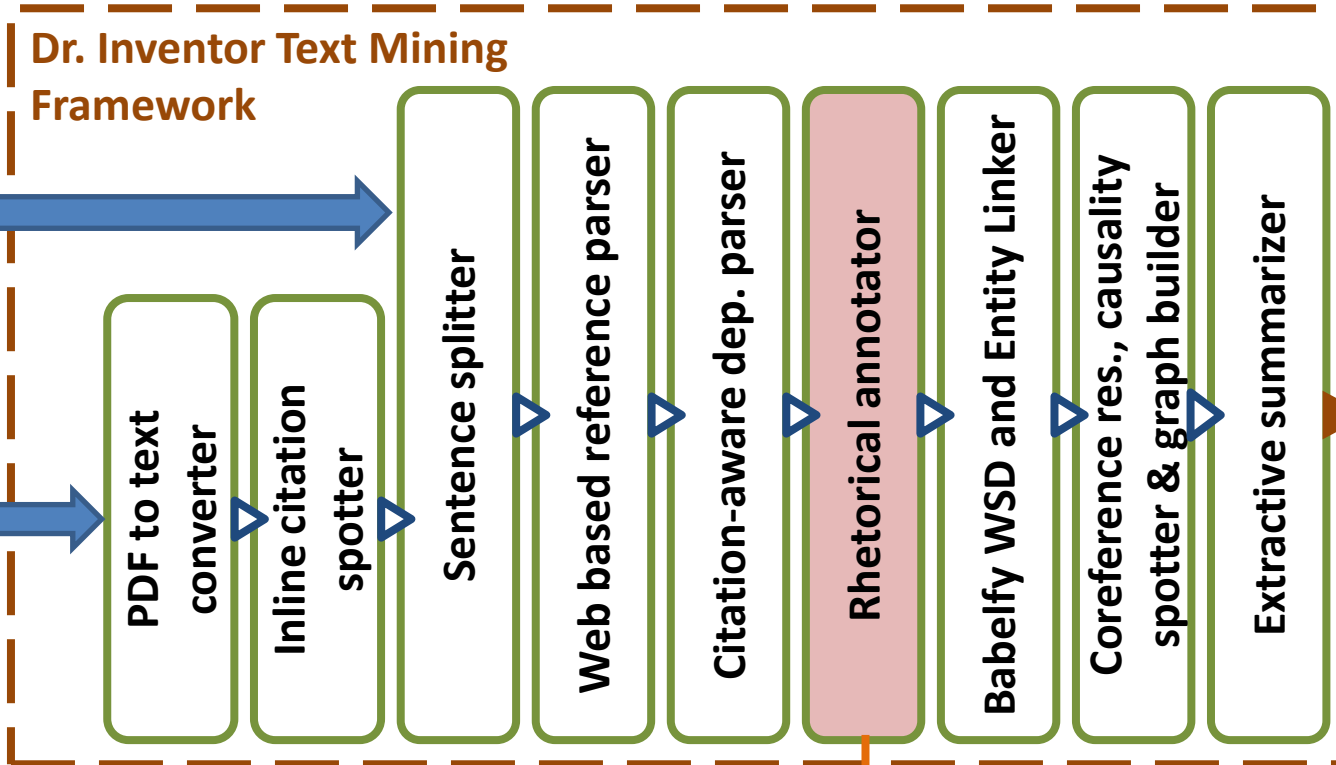 Dr. Inventor Text Mining
Framework
PDF to text
converter
Inline citation
spotter
Sentence splitter
Web based reference parser
Citation-aware dep. parser
Rhetorical annotator
Babelfy WSD and Entity Linker
Coreference res., causality
spotter & graph builder
Extractive summarizer